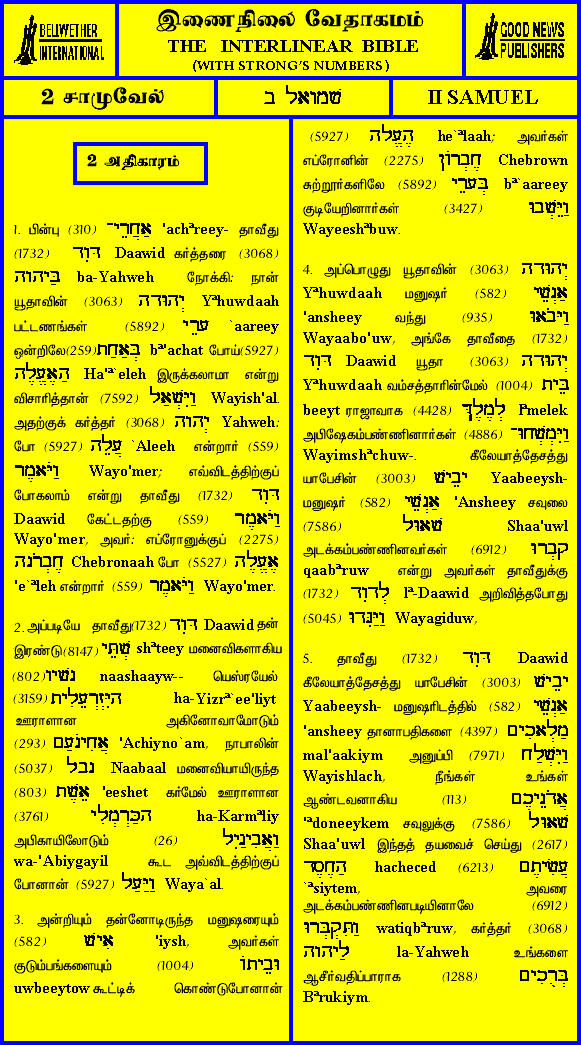 BELLWETHER
INTERNATIONAL
இணைநிலை வேதாகமம்
THE INTERLINEAR BIBLE
(WITH STRONG'S NUMBERS)
GOOD NEWS
PUBLISHERS
2 சாமுவேல்
שמואל ב
II SAMUEL
2 அதிகாரம்
1. பின்பு (310) אַחֲרֵי־ 'achᵃreey- தாவீது
(1732) דָּוִד Daawid கர்த்தரை (3068)
בַּיהוָה ba-Yahweh நோக்கி: நான்
யூதாவின் (3063) יְהוּדָה Yᵃhuwdaah
பட்டணங்கள் (5892) עָרֵי `aareey
ஒன்றிலே(259)בְּאַחַת bᵃ'achat போய்(5927)
הַאֶעֱלֶה Ha'ᵃ`eleh இருக்கலாமா என்று
விசாரித்தான் (7592) וַיִּשְׁאַל Wayish'al.
அதற்குக் கர்த்தர் (3068) יְהוָה Yahweh:
போ (5927) עֲלֵה `Aleeh என்றார் (559)
וַיֹּאמֶר Wayo'mer; எவ்விடத்திற்குப்
போகலாம் என்று தாவீது (1732) דָּוִד
Daawid கேட்டதற்கு (559) וַיֹּאמֶר
Wayo'mer, அவர்: எப்ரோனுக்குப் (2275)
חֶבְרֹנָה Chebronaah போ (5527) אֶעֱלֶה
'e`ᵃleh என்றார் (559) וַיֹּאמֶר Wayo'mer.
2. அப்படியே தாவீது(1732) דָּוִד Daawid தன்
இரண்டு(8147) שְׁתֵּי shᵃteey மனைவிகளாகிய
(802) נָשָׁיו naashaayw-- யெஸ்ரயேல்
(3159) הַיִּזְרְעֵלִית ha-Yizrᵃ`ee'liyt
ஊராளான அகினோவாமோடும்
(293) אֲחִינֹעַם 'Achiyno`am, நாபாலின்
(5037) נָבָל Naabaal மனைவியாயிருந்த
(803) אֵשֶׁת 'eeshet கர்மேல் ஊராளான
(3761) הַכַּרְמְלִי ha-Karmᵃliy
அபிகாயிலோடும் (26) וַאֲבִיגַיִל
wa-'Abiygayil கூட அவ்விடத்திற்குப்
போனான் (5927) וַיַּעַל Waya`al.
3. அன்றியும் தன்னோடிருந்த மனுஷரையும்
(582) אִישׁ 'iysh, அவர்கள்
குடும்பங்களையும் (1004) וּבֵיתוֹ
uwbeeytow கூட்டிக் கொண்டுபோனான்
(5927) הֶעֱלָה he`ᵃlaah; அவர்கள்
எப்ரோனின் (2275) חֶבְרוֹן Chebrown
சுற்றூர்களிலே (5892) בְּעָרֵי bᵃ`aareey
குடியேறினார்கள் (3427) וַיֵּשְׁבוּ
Wayeeshᵃbuw.
4. அப்பொழுது யூதாவின் (3063) יְהוּדָה
Yᵃhuwdaah மனுஷர் (582) אַנְשֵׁי
'ansheey வந்து (935) וַיָּבֹאוּ
Wayaabo'uw, அங்கே தாவீதை (1732)
דָּוִד Daawid யூதா (3063) יְהוּדָה
Yᵃhuwdaah வம்சத்தாரின்மேல் (1004) בֵּית
beeyt ராஜாவாக (4428) לְמֶלֶךְ lᵃmelek
அபிஷேகம்பண்ணினார்கள் (4886) וַיִּמְשְׁחוּ־
Wayimshᵃchuw-. கீலேயாத்தேசத்து
யாபேசின் (3003) יָבֵישׁ Yaabeeysh-
மனுஷர் (582) אַנְשֵׁי 'Ansheey சவுலை
(7586) שָׁאוּל Shaa'uwl
அடக்கம்பண்ணினவர்கள் (6912) קָבְרוּ
qaabᵃruw என்று அவர்கள் தாவீதுக்கு
(1732) לְדָוִד lᵃ-Daawid அறிவித்தபோது
(5045) וַיַּגִּדוּ Wayagiduw,
5. தாவீது (1732) דָּוִד Daawid
கீலேயாத்தேசத்து யாபேசின் (3003) יָבֵישׁ
Yaabeeysh- மனுஷரிடத்தில் (582) אַנְשֵׁי
'ansheey தானாபதிகளை (4397) מַלְאָכִים
mal'aakiym அனுப்பி (7971) וַיִּשְׁלַח
Wayishlach, நீங்கள் உங்கள்
ஆண்டவனாகிய (113) אֲדֹנֵיכֶם
'ᵃdoneeykem சவுலுக்கு (7586) שָׁאוּל
Shaa'uwl இந்தத் தயவைச் செய்து (2617)
הַחֶסֶד hacheced (6213) עֲשִׂיתֶם
`ᵃsiytem, அவரை
அடக்கம்பண்ணினபடியினாலே (6912)
וַתִּקְבְּרוּ watiqbᵃruw, கர்த்தர் (3068)
לַיהוָה la-Yahweh உங்களை
ஆசீர்வதிப்பாராக (1288) בְּרֻכִים
Bᵃrukiym.